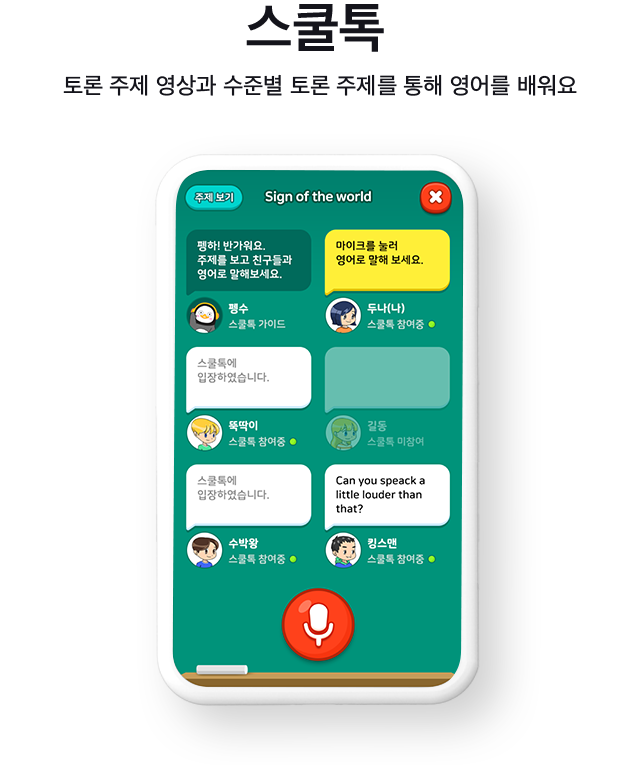 스쿨톡
토론 주제 영상과 수준별 토론 주제를 통해 영어를 배워요
주제 보기
Sign of the world
펭하! 반가워요.
주제를 보고 친구들과
영어로 말해보세요.
펭수
스쿨톡 가이드
마이크를 눌러
영어로 말해 보세요.
두나(나)
스쿨톡 참여중
스쿨톡에
입장하였습니다.
뚝딱이
스쿨톡 참여중
길동
스쿨톡 미참여
스쿨톡에
입장하였습니다.
수박왕
스쿨톡 참여중
Can you speack a
little louder than
that?
킹스맨
스쿨톡 참여중